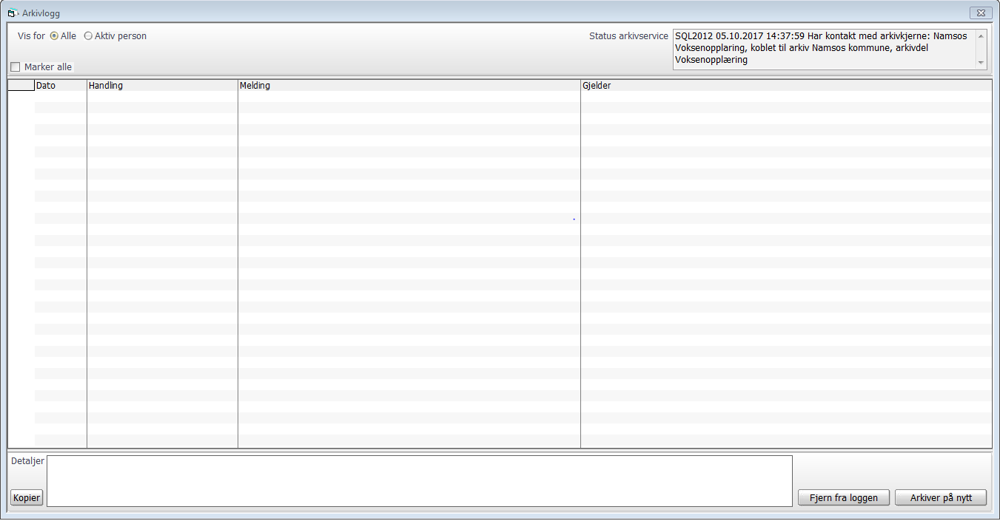 Arkivlogg
Vis for Alle Aktiv person
Status arkivservice
SQL2012 05.10.2017 14:37:59 Har kontakt med arkivkjerne: Namsos
Voksenopplaring, koblet til arkiv Namsos kommune, arkivdel
Voksenopplæring
Marker alle
Dato Handling Melding Gjelder
Detaljer
Kopier Fjern fra loggen Arkiver på nytt